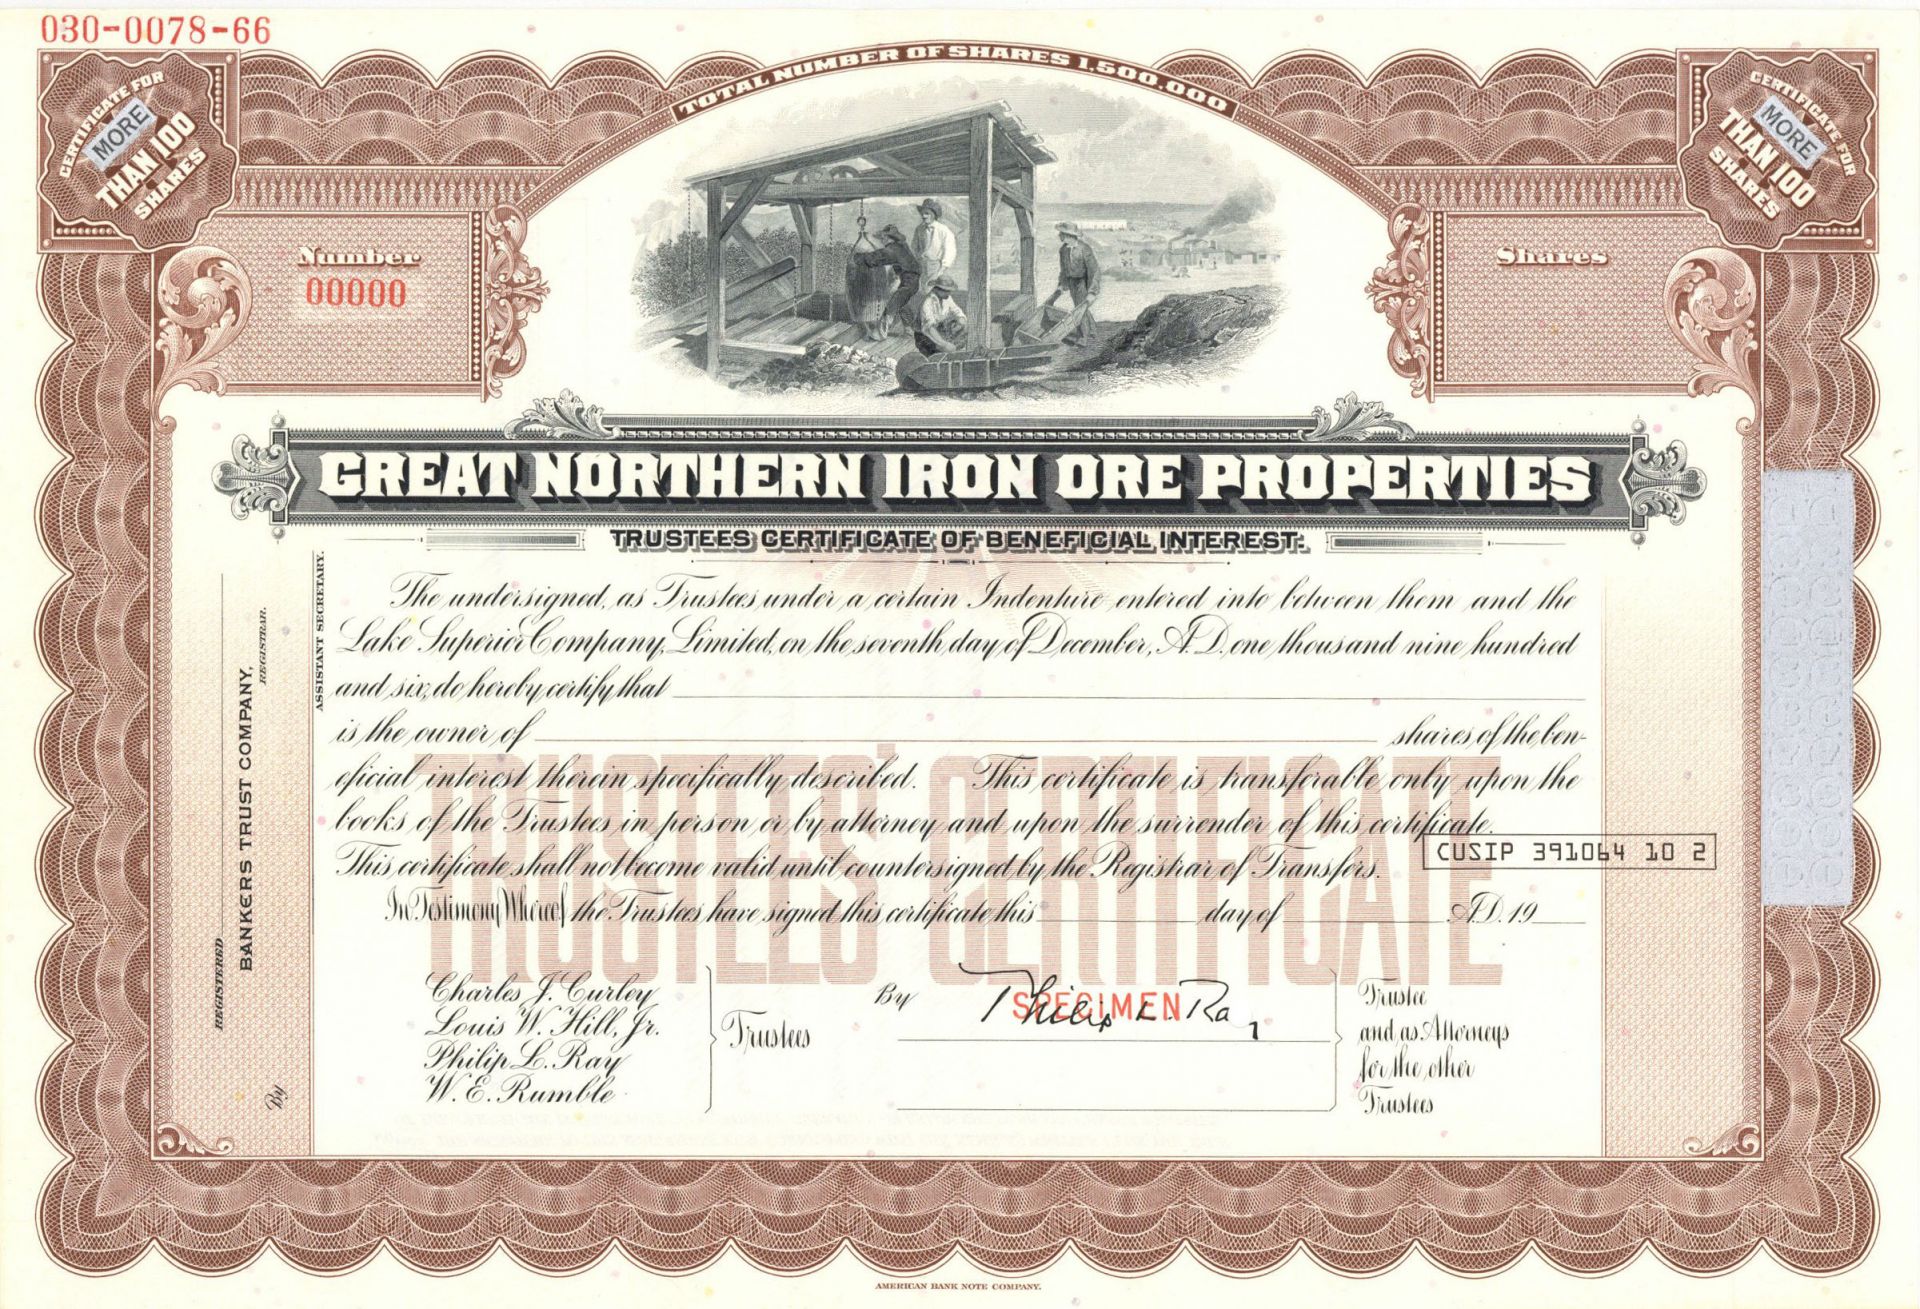 030-0078-66
TOTAL NUMBER OF SHARES 1,500,000
CERTIFICATE FOR
MORE
THAN 100
SHARES
CERTIFICATE FOR
MORE
THAN 100
SHARES
Number
00000
Shares
GREAT NORTHERN IRON ORE PROPERTIES
TRUSTEES CERTIFICATE OF BENEFICIAL INTEREST.
The undersigned, as Trustees under a certain Indenture entered into between them and the
Lake Superior Company, Limited, on the seventh day of December, A.D. one thousand nine hundred
and six, do hereby certify that
is the owner of shares of the ben-
eficial interest therein specifically described. This certificate is transferable only upon the
books of the Trustees in person or by attorney and upon the surrender of this certificate.
This certificate shall not become valid until countersigned by the Registrar of Transfers.
In Testimony Whereof the Trustees have signed this certificate this day of A.D. 19
TRUSTEES' CERTIFICATE
CUSIP 391064 10 2
Charles J. Curley
Louis W. Hill, Jr.
Philip L. Ray
W. E. Rumble
Trustees
By
Philip L. Ray
SPECIMEN
Trustee
and as Attorneys
for the other
Trustees
REGISTERED
BANKERS TRUST COMPANY,
REGISTRAR.
By
ASSISTANT SECRETARY.
AMERICAN BANK NOTE COMPANY.